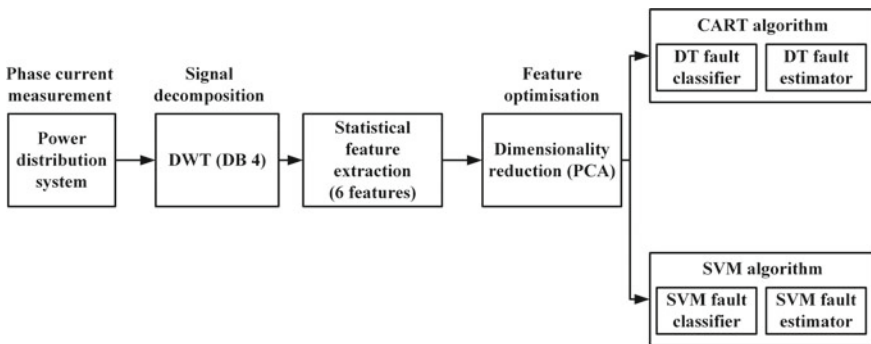 Phase current
measurement
Power
distribution
system
Signal
decomposition
DWT (DB 4)
Statistical
feature
extraction
(6 features)
Feature
optimisation
Dimensionality
reduction (PCA)
CART algorithm
DT fault
classifier
DT fault
estimator
SVM algorithm
SVM fault
classifier
SVM fault
estimator